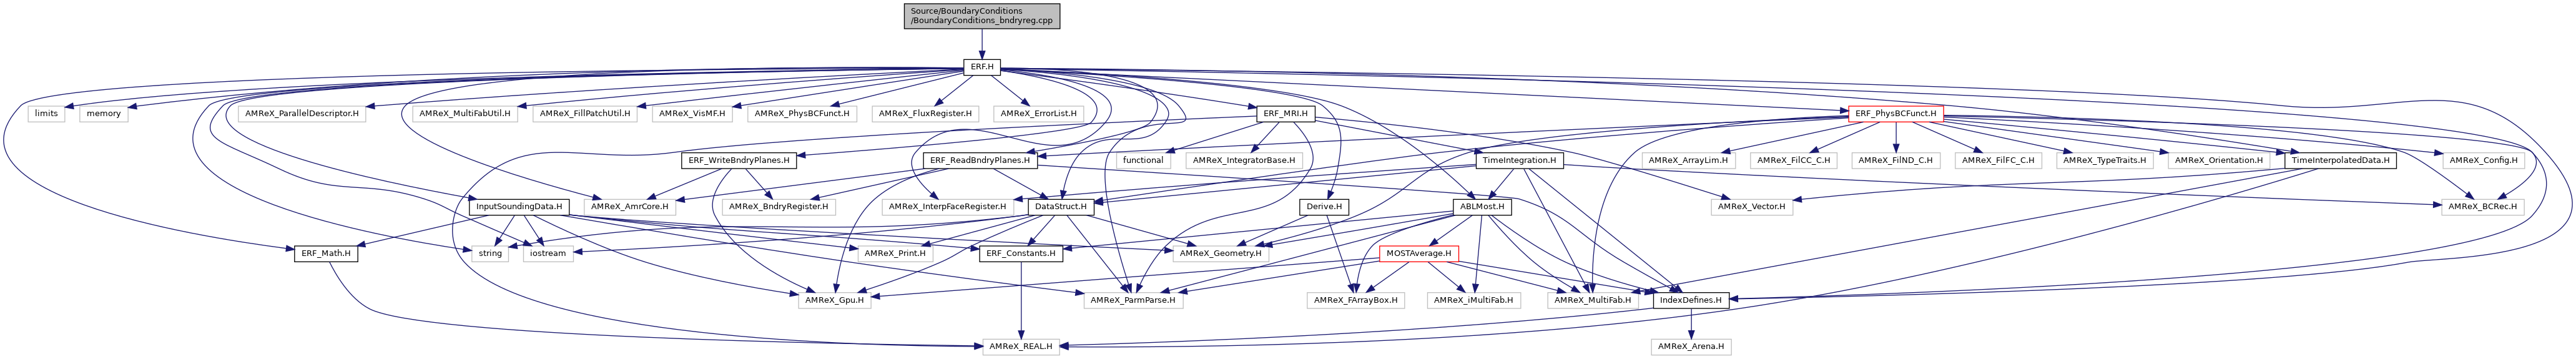 Source/BoundaryConditions
/BoundaryConditions_bndryreg.cpp
ERF.H
limits
memory
AMReX_ParallelDescriptor.H
AMReX_MultiFabUtil.H
AMReX_FillPatchUtil.H
AMReX_VisMF.H
AMReX_PhysBCFunct.H
AMReX_FluxRegister.H
AMReX_ErrorList.H
ERF_MRI.H
ERF_PhysBCFunct.H
ERF_WriteBndryPlanes.H
ERF_ReadBndryPlanes.H
functional
AMReX_IntegratorBase.H
TimeIntegration.H
AMReX_ArrayLim.H
AMReX_FilCC_C.H
AMReX_FilND_C.H
AMReX_FilFC_C.H
AMReX_TypeTraits.H
AMReX_Orientation.H
TimeInterpolatedData.H
AMReX_Config.H
InputSoundingData.H
AMReX_AmrCore.H
AMReX_BndryRegister.H
AMReX_InterpFaceRegister.H
DataStruct.H
Derive.H
ABLMost.H
AMReX_Vector.H
AMReX_BCRec.H
ERF_Math.H
string
iostream
AMReX_Print.H
ERF_Constants.H
AMReX_Geometry.H
MOSTAverage.H
AMReX_Gpu.H
AMReX_ParmParse.H
AMReX_FArrayBox.H
AMReX_iMultiFab.H
AMReX_MultiFab.H
IndexDefines.H
AMReX_REAL.H
AMReX_Arena.H